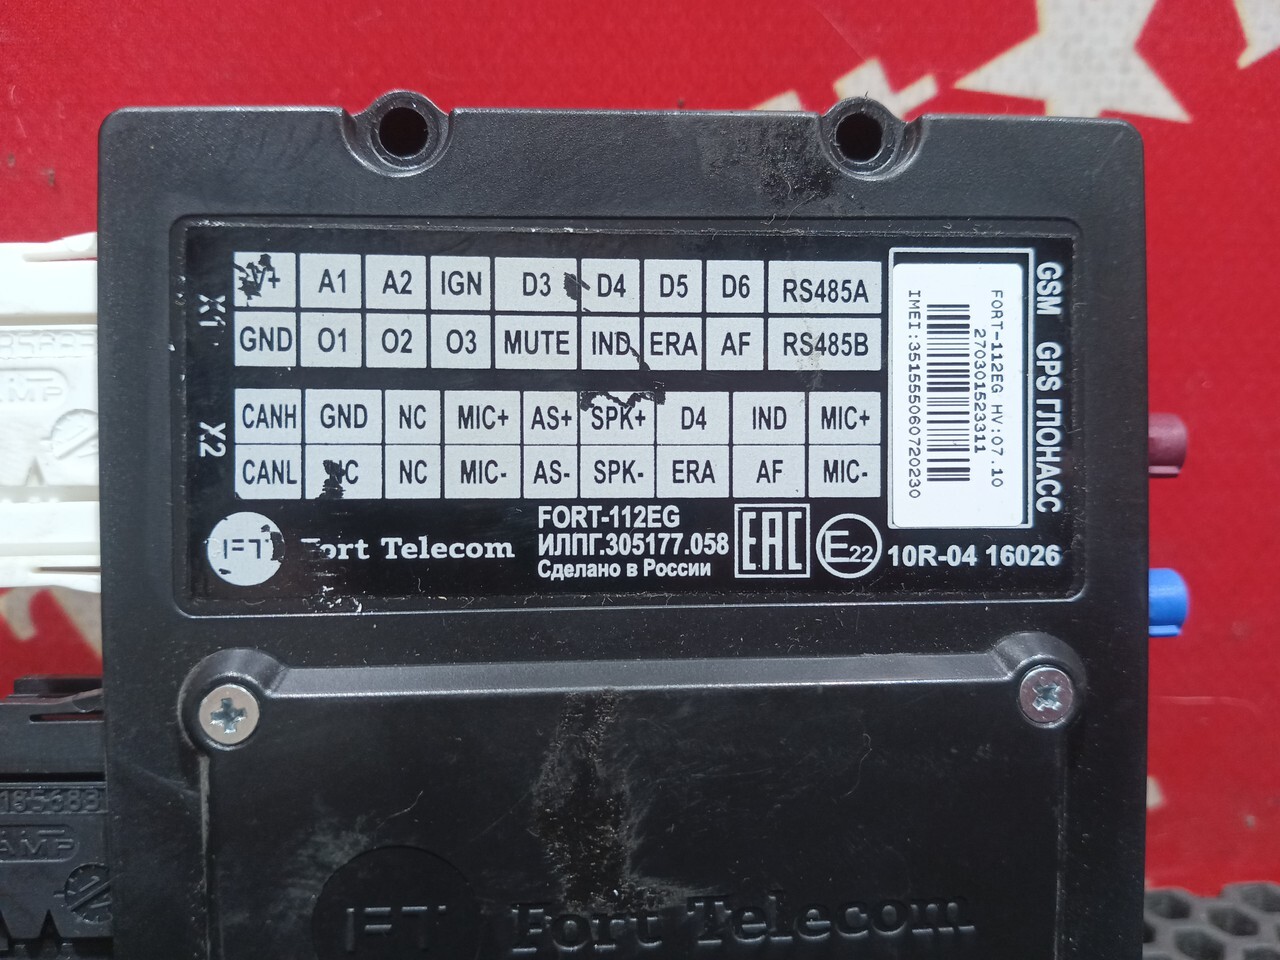 X1
V+ A1 A2 IGN D3 D4 D5 D6 RS485A
GND O1 O2 O3 MUTE IND ERA AF RS485B
X2
CANH GND NC MIC+ AS+ SPK+ D4 IND MIC+
CANL NC NC MIC- AS- SPK- ERA AF MIC-
FT Fort Telecom
FORT-112EG
ИЛПГ.305177.058
Сделано в России
EAC
E22
10R-04 16026
GSM GPS ГЛОНАСС
FORT-112EG HV:07.10
270301523311
IMEI:351555060720230
AMP
AMP
FT Fort Telecom